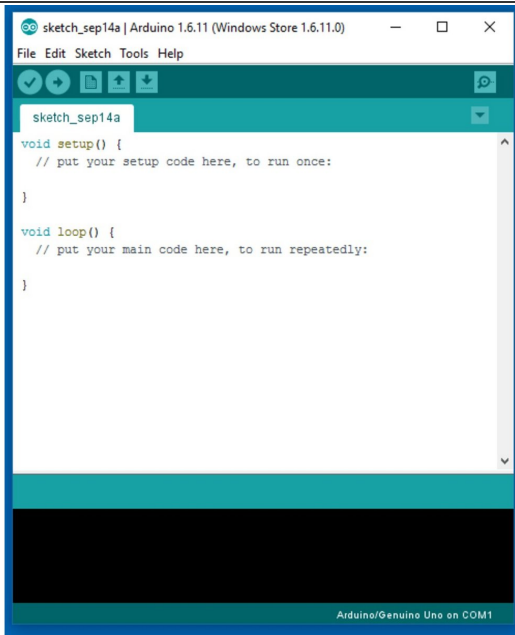 sketch_sep14a | Arduino 1.6.11 (Windows Store 1.6.11.0)
File Edit Sketch Tools Help
sketch_sep14a
void setup() {
  // put your setup code here, to run once:
}
void loop() {
  // put your main code here, to run repeatedly:
}
Arduino/Genuino Uno on COM1